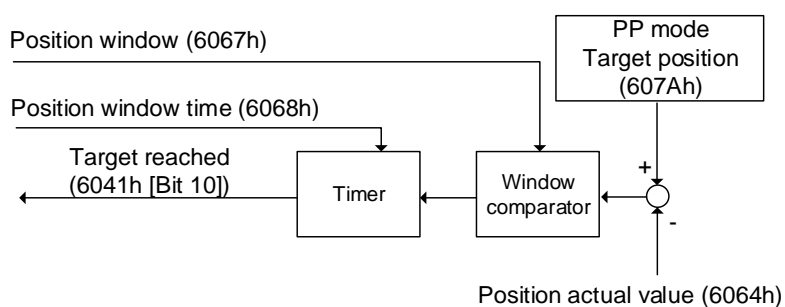 Position window (6067h)
PP mode
Target position
(607Ah)
Position window time (6068h)
Target reached
(6041h [Bit 10])
Timer
Window
comparator
+
-
Position actual value (6064h)